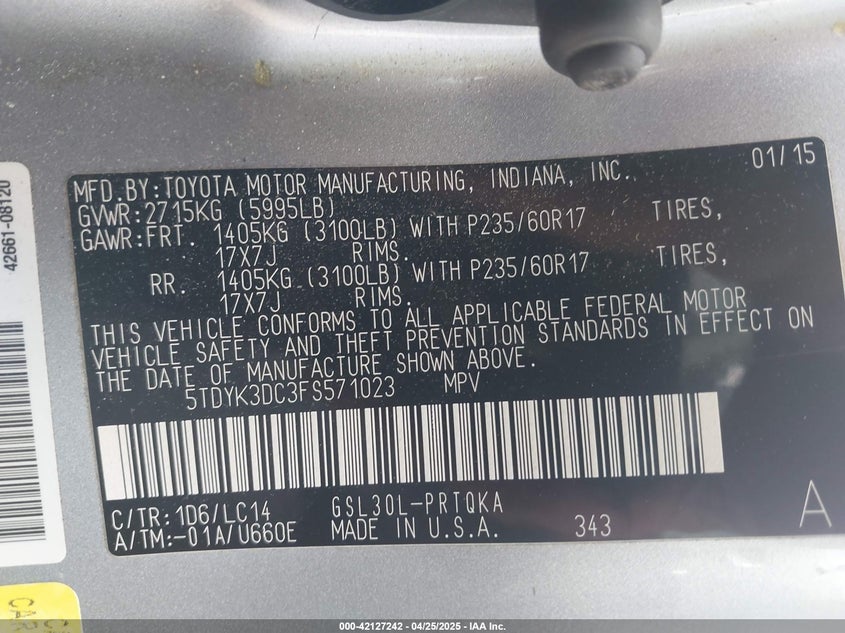 MFD.BY:TOYOTA MOTOR MANUFACTURING, INDIANA, INC. 01/15
GVWR:2715KG (5995LB)
GAWR:FRT. 1405KG (3100LB) WITH P235/60R17 TIRES,
17X7J RIMS.
RR. 1405KG (3100LB) WITH P235/60R17 TIRES,
17X7J RIMS.
THIS VEHICLE CONFORMS TO ALL APPLICABLE FEDERAL MOTOR
VEHICLE SAFETY AND THEFT PREVENTION STANDARDS IN EFFECT ON
THE DATE OF MANUFACTURE SHOWN ABOVE.
5TDYK3DC3FS571023 MPV
C/TR:1D6/LC14 GSL30L-PRTQKA
A/TM:-01A/U660E MADE IN U.S.A. 343
A
42661-08120
000-42127242 / 04/25/2025 - IAA Inc.